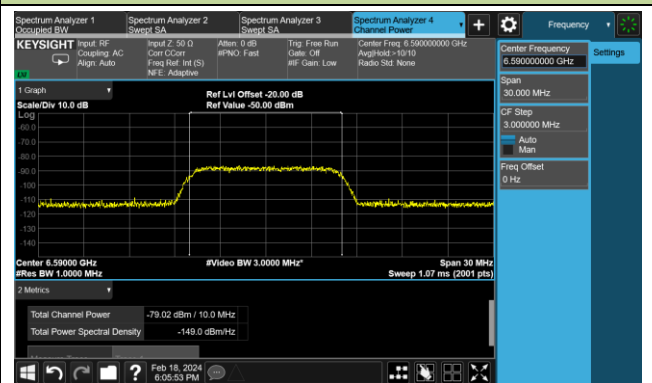 Spectrum Analyzer 1
Occupied BW
Spectrum Analyzer 2
Swept SA
Spectrum Analyzer 3
Swept SA
Spectrum Analyzer 4
Channel Power
Frequency
KEYSIGHT
Input: RF
Coupling: AC
Align: Auto
Input Z: 50 Ω
Corr CCorr
Freq Ref: Int (S)
NFE: Adaptive
Atten: 0 dB
#PNO: Fast
Trig: Free Run
Gate: Off
#IF Gain: Low
Center Freq: 6.590000000 GHz
Avg|Hold:>10/10
Radio Std: None
Center Frequency
6.590000000 GHz
Settings
Span
30.000 MHz
CF Step
3.000000 MHz
Auto
Man
Freq Offset
0 Hz
1 Graph
Scale/Div 10.0 dB
Ref Lvl Offset -20.00 dB
Ref Value -50.00 dBm
Log
-60.0
-70.0
-80.0
-90.0
-100
-110
-120
-130
-140
Center 6.59000 GHz
#Res BW 1.0000 MHz
#Video BW 3.0000 MHz*
Span 30 MHz
Sweep 1.07 ms (2001 pts)
2 Metrics
Total Channel Power -79.02 dBm / 10.0 MHz
Total Power Spectral Density -149.0 dBm/Hz
Feb 18, 2024
6:05:53 PM